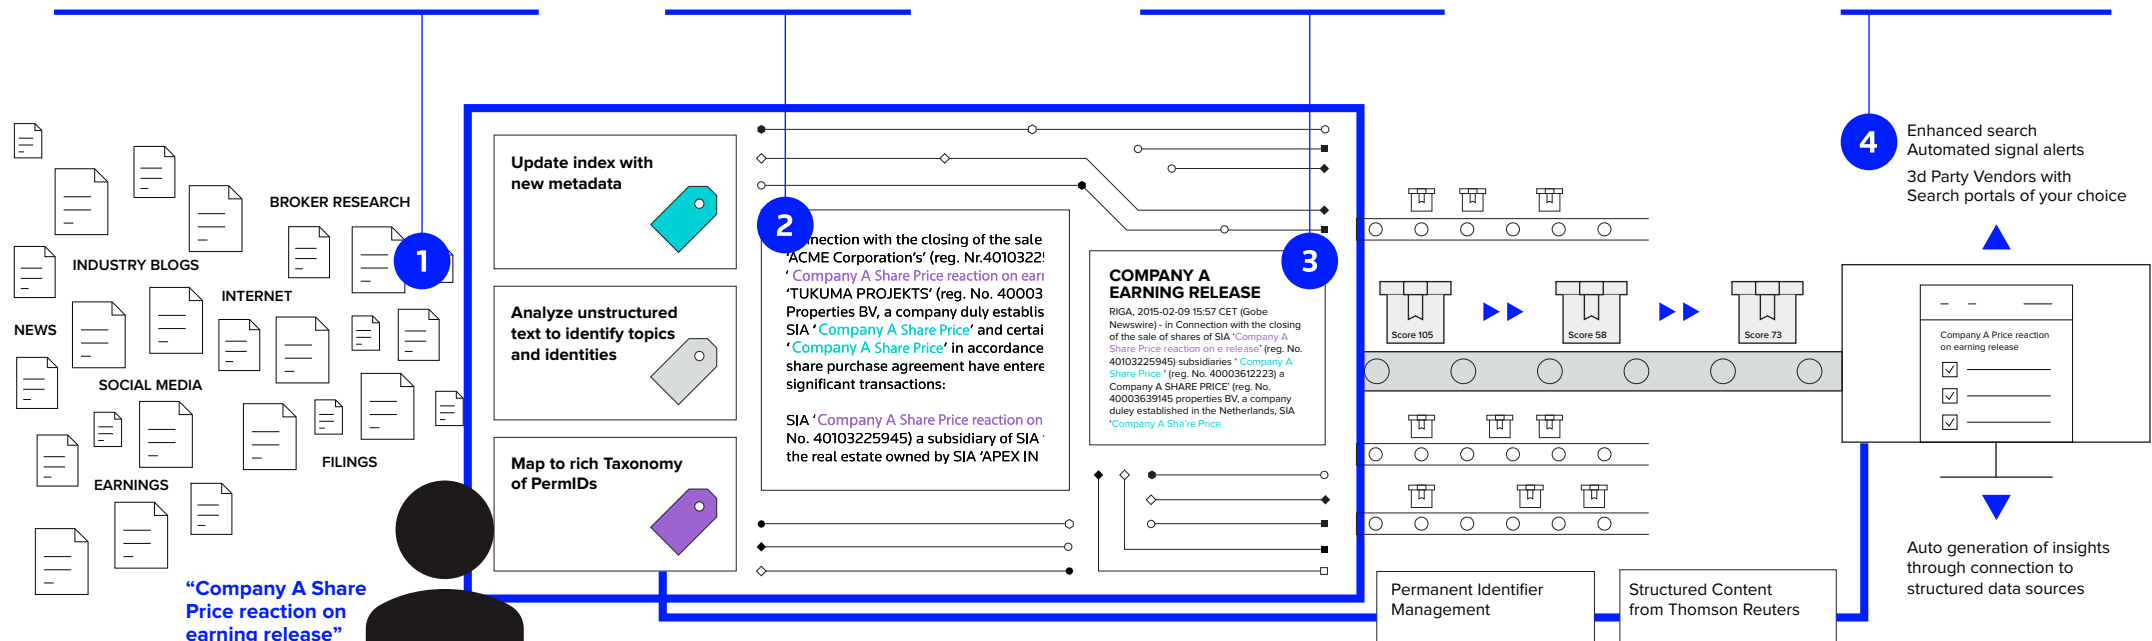 BROKER RESEARCH
INDUSTRY BLOGS
INTERNET
NEWS
SOCIAL MEDIA
FILINGS
EARNINGS
“Company A Share
Price reaction on
earning release”
1
Update index with
new metadata
Analyze unstructured
text to identify topics
and identities
Map to rich Taxonomy
of PermIDs
2
nection with the closing of the sale
'ACME Corporation's' (reg. Nr.4010322
' Company A Share Price reaction on earr
'TUKUMA PROJEKTS' (reg. No. 40003
Properties BV, a company duly establis
SIA 'Company A Share Price' and certai
'Company A Share Price' in accordance
share purchase agreement have entere
significant transactions:
SIA 'Company A Share Price reaction on
No. 40103225945) a subsidiary of SIA '
the real estate owned by SIA 'APEX IN
3
COMPANY A
EARNING RELEASE
RIGA, 2015-02-09 15:57 CET (Gobe
Newswire) - in Connection with the closing
of the sale of shares of SIA 'Company A
Share Price reaction on e release' (reg. No.
40103225945) subsidiaries ' Company A
Share Price ' (reg. No. 40003612223) a
Company A SHARE PRICE' (reg. No.
40003639145 properties BV, a company
duley established in the Netherlands, SIA
'Company A Sha're Price
Score 105
Score 58
Score 73
4
Enhanced search
Automated signal alerts
3d Party Vendors with
Search portals of your choice
Company A Price reaction
on earning release
Auto generation of insights
through connection to
structured data sources
Permanent Identifier
Management
Structured Content
from Thomson Reuters